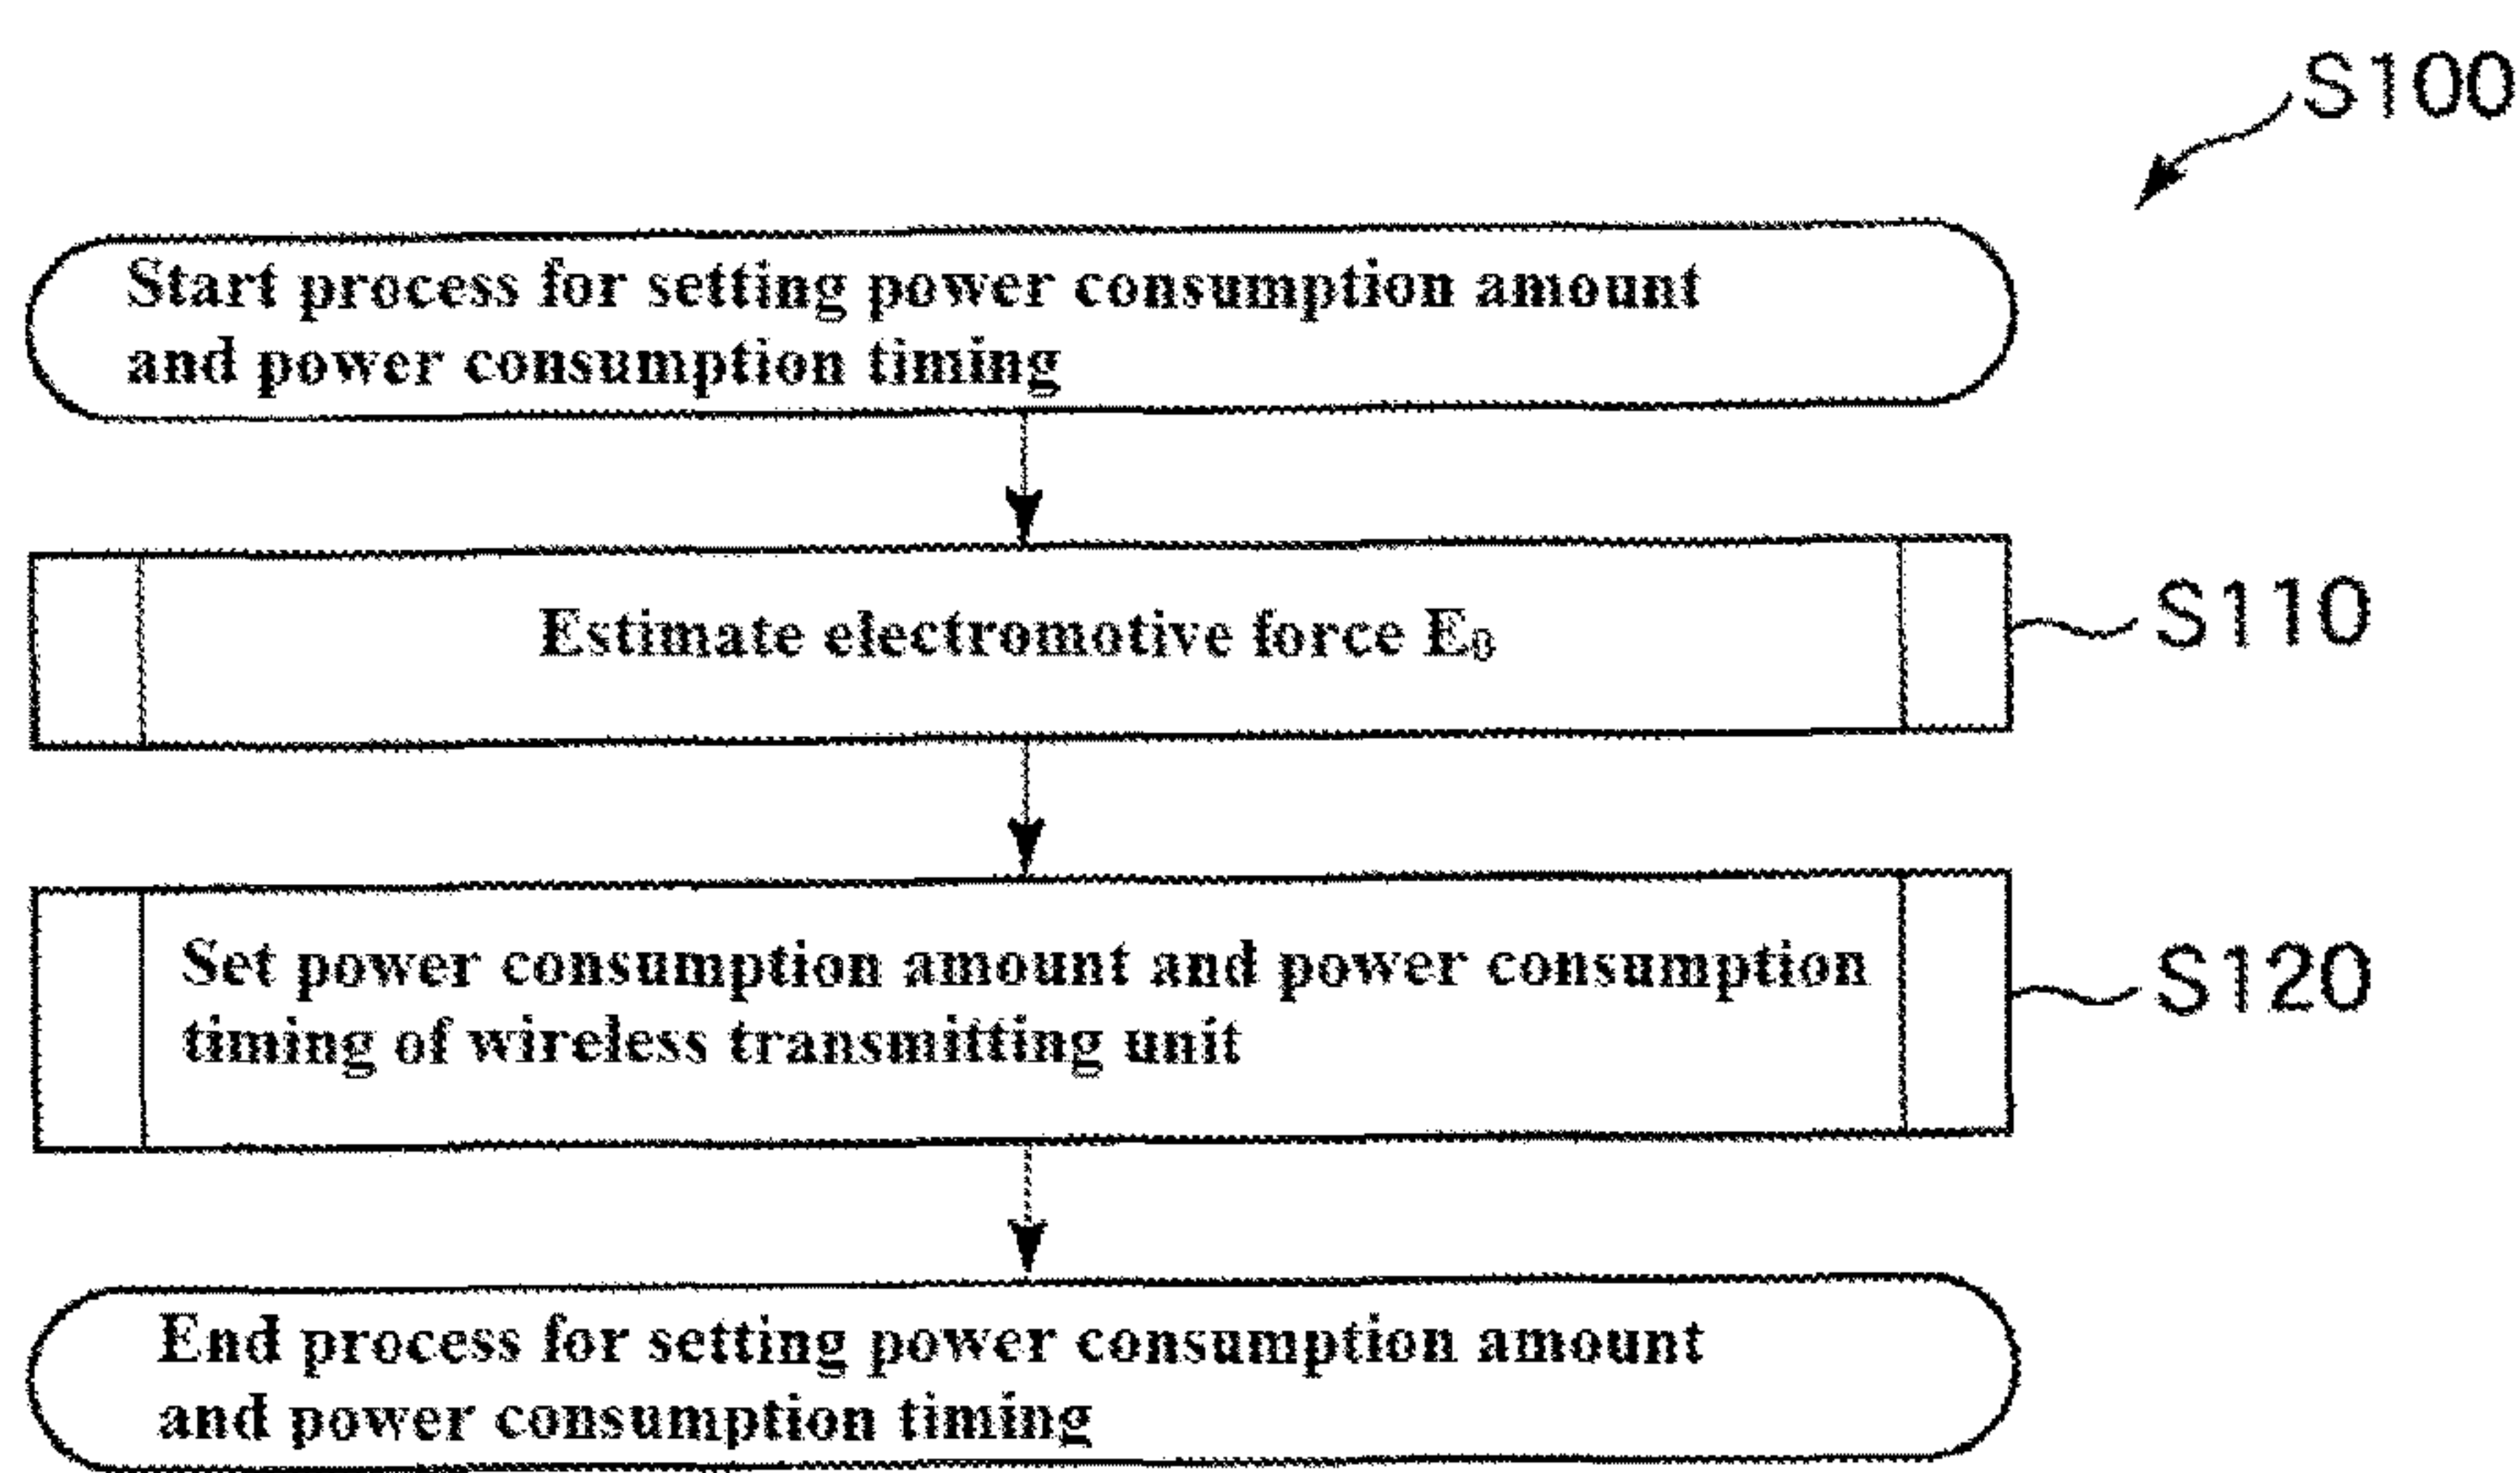 S100
Start process for setting power consumption amount
and power consumption timing
Estimate electromotive force E₀
S110
Set power consumption amount and power consumption
timing of wireless transmitting unit
S120
End process for setting power consumption amount
and power consumption timing